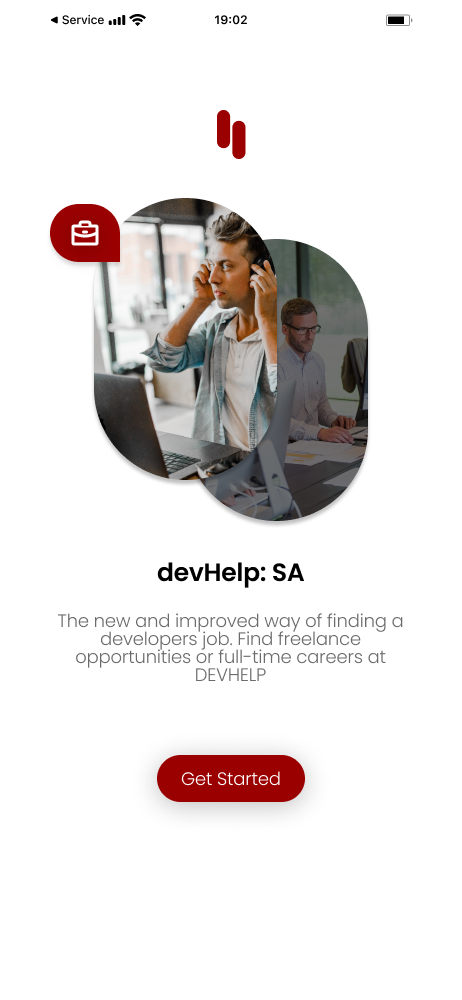 Service
19:02
devHelp: SA
The new and improved way of finding a
developers job. Find freelance
opportunities or full-time careers at
DEVHELP
Get Started